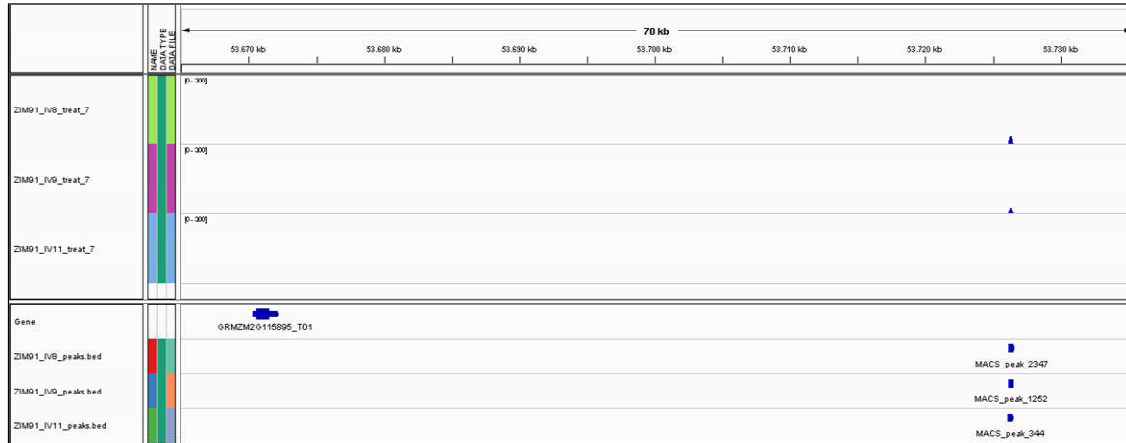 70 kb
53.670 kb 53.680 kb 53.690 kb 53.700 kb 53.710 kb 53.720 kb 53.730 kb
NAME
DATA TYPE
DATA FILE
[0 - 300]
ZIM91_IV8_treat_7
[0 - 300]
ZIM91_IV9_treat_7
[0 - 300]
ZIM91_IV11_treat_7
Gene
GRMZM2G115895_T01
ZIM91_IV8_peaks.bed
MACS_peak_2347
ZIM91_IV9_peaks.bed
MACS_peak_1252
ZIM91_IV11_peaks.bed
MACS_peak_344